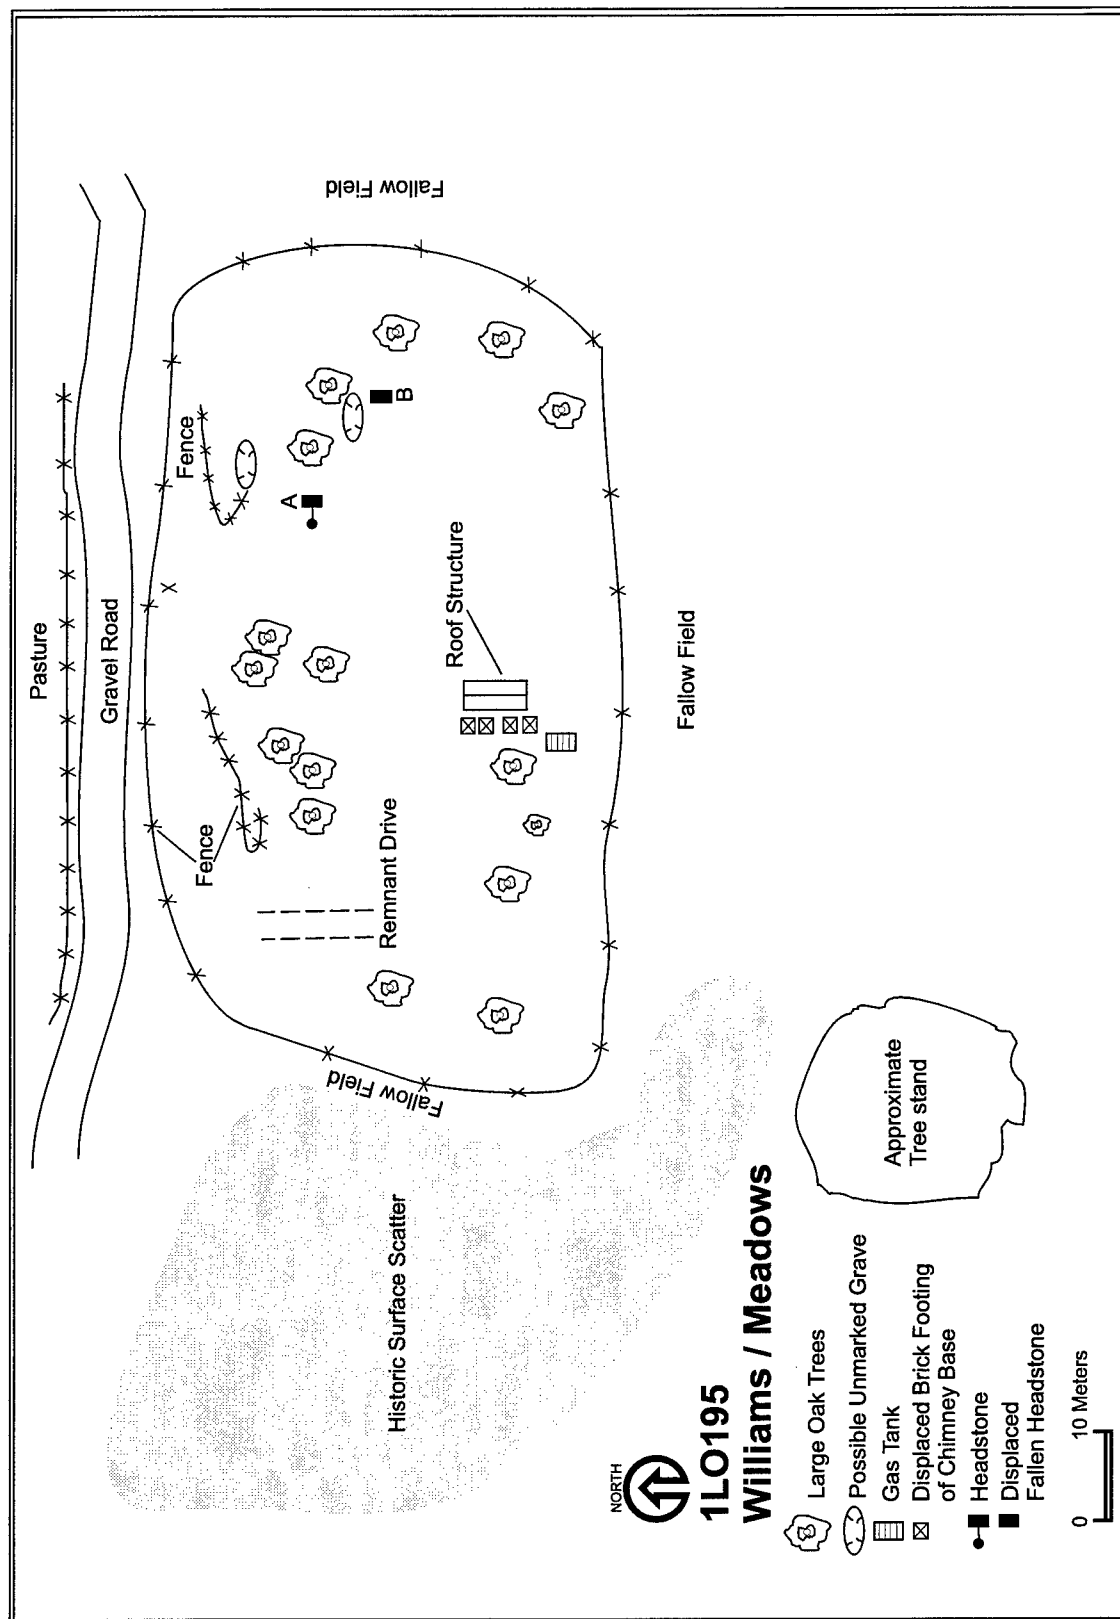 Pasture
Gravel Road
Fence
Fallow Field
A
B
Fence
Roof Structure
Remnant Drive
Fallow Field
Fallow Field
Historic Surface Scatter
Approximate
Tree stand
NORTH
1LO195
Williams / Meadows
Large Oak Trees
Possible Unmarked Grave
Gas Tank
Displaced Brick Footing
of Chimney Base
Headstone
Displaced
Fallen Headstone
0
10 Meters